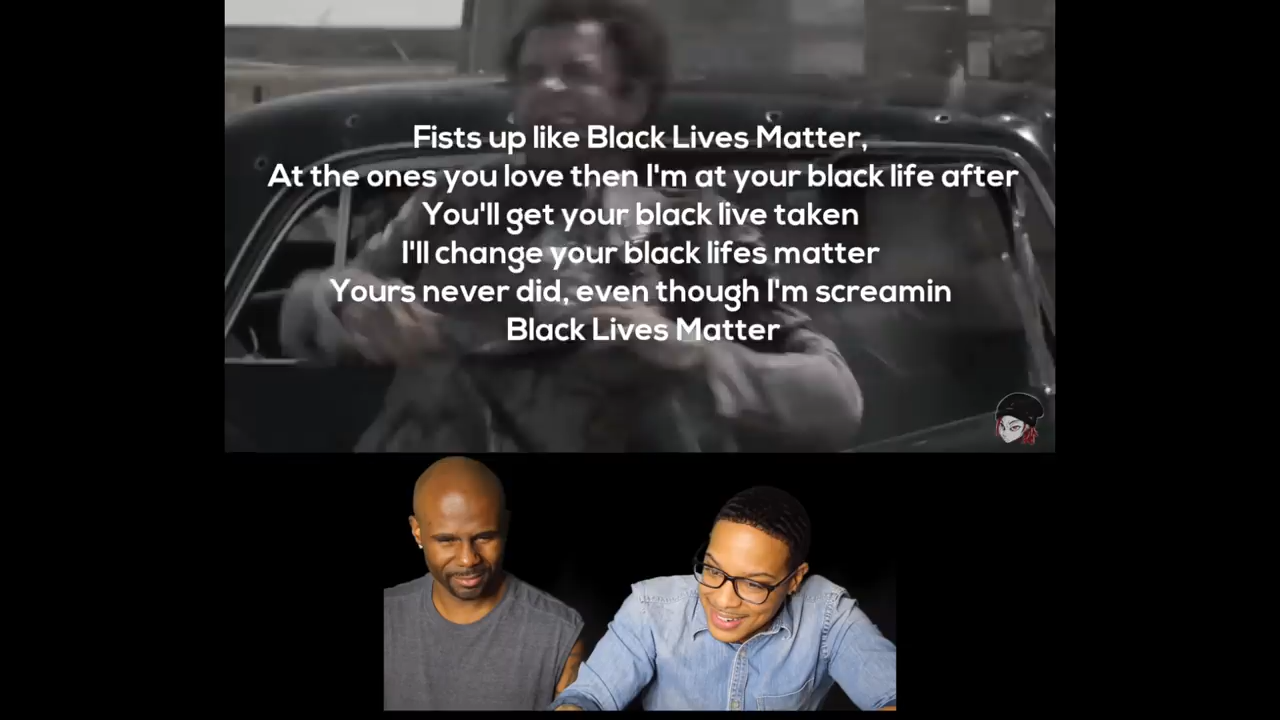 Fists up like Black Lives Matter,
At the ones you love then I'm at your black life after
You'll get your black live taken
I'll change your black lifes matter
Yours never did, even though I'm screamin
Black Lives Matter